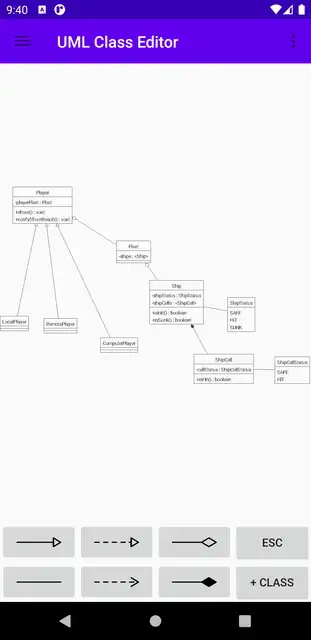 9:40
UML Class Editor
Player
-playerFleet : Fleet
+shoot() : void
+notifyShootResult() : void
Fleet
-ships : <Ship>
Ship
-shipStatus : ShipStatus
-shipCells : <ShipCell>
+isHit() : boolean
+isSunk() : boolean
ShipStatus
SAFE
HIT
SUNK
LocalPlayer
RemotePlayer
ComputerPlayer
ShipCell
-cellStatus : ShipCellStatus
+isHit() : boolean
ShipCellStatus
SAFE
HIT
ESC
+ CLASS